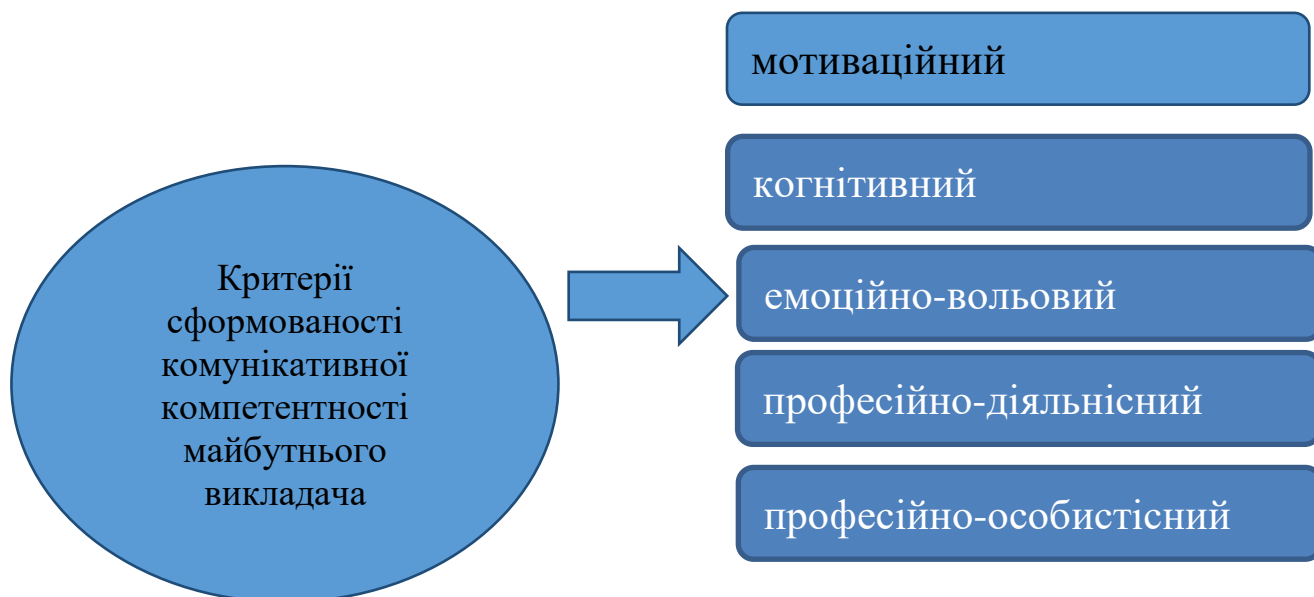 Критерії
сформованості
комунікативної
компетентності
майбутнього
викладача
мотиваційний
когнітивний
емоційно-вольовий
професійно-діяльнісний
професійно-особистісний